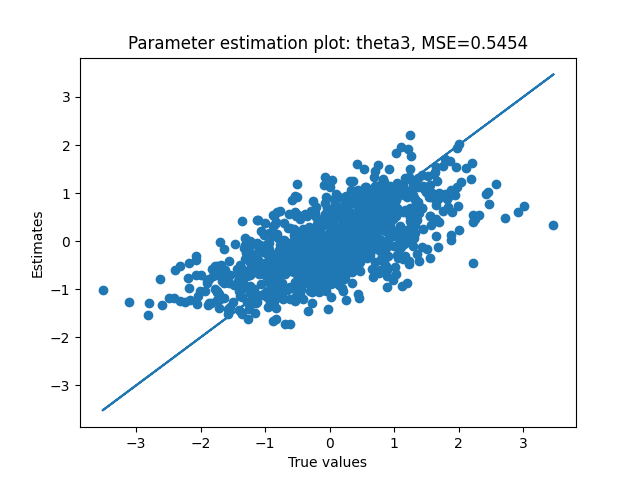 Parameter estimation plot: theta3, MSE=0.5454
3
2
1
0
−1
−2
−3
Estimates
−3 −2 −1 0 1 2 3
True values